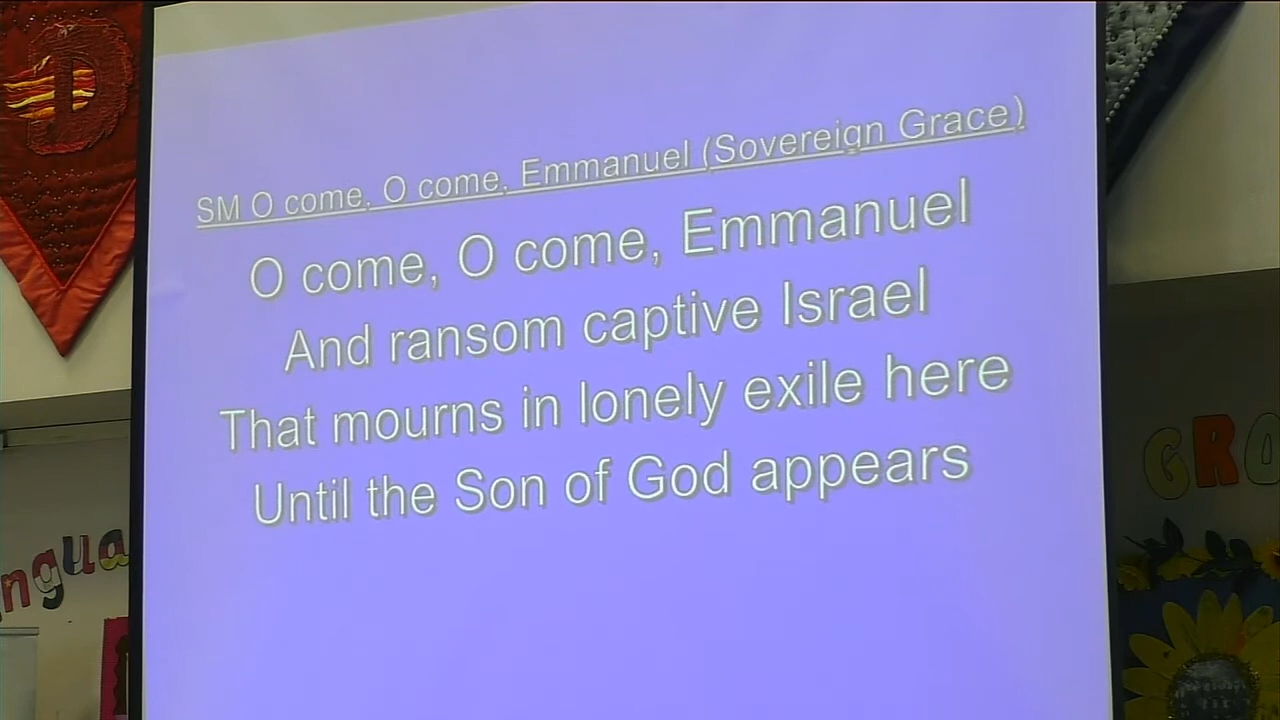 SM O come, O come, Emmanuel (Sovereign Grace)
O come, O come, Emmanuel
And ransom captive Israel
That mourns in lonely exile here
Until the Son of God appears